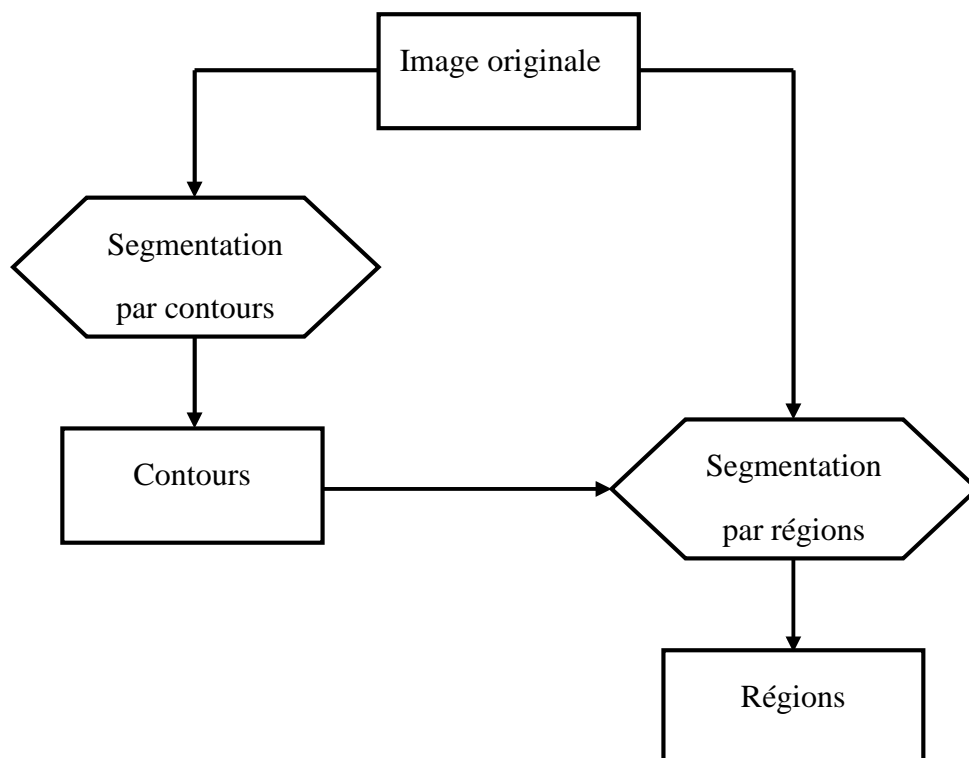 Image originale
Segmentation
par contours
Contours
Segmentation
par régions
Régions